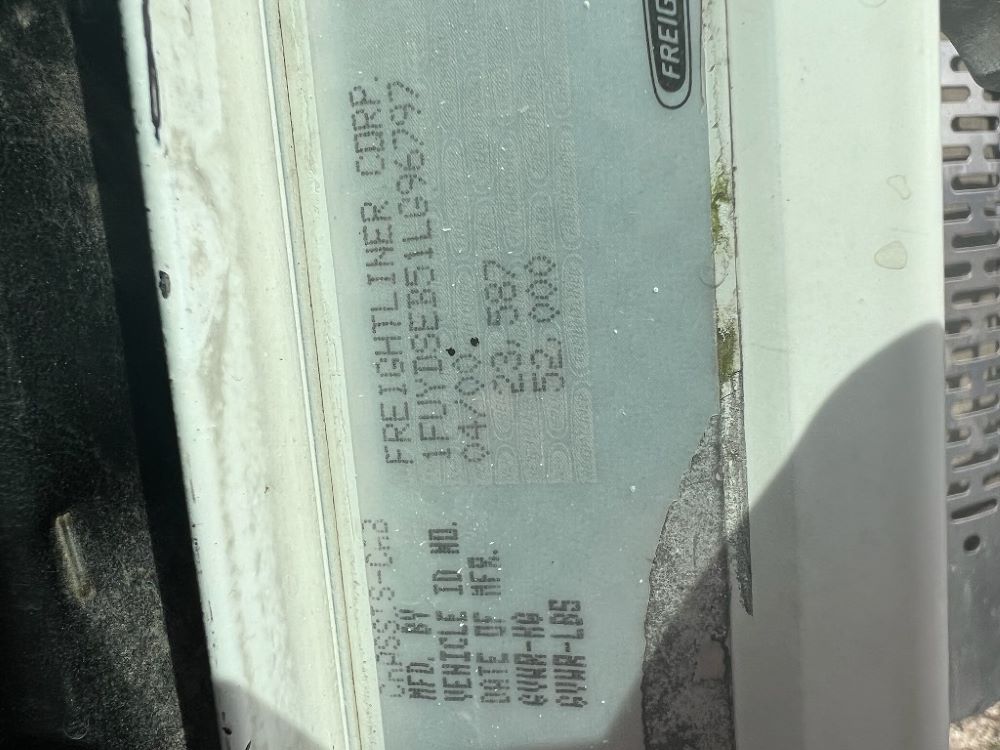 CHASSIS-CAB
MFD. BY FREIGHTLINER CORP.
VEHICLE ID NO. 1FUYDSEB51LG96797
DATE OF MFR. 04/00
GVWR-KG 23,587
GVWR-LBS 52,000
FREIG